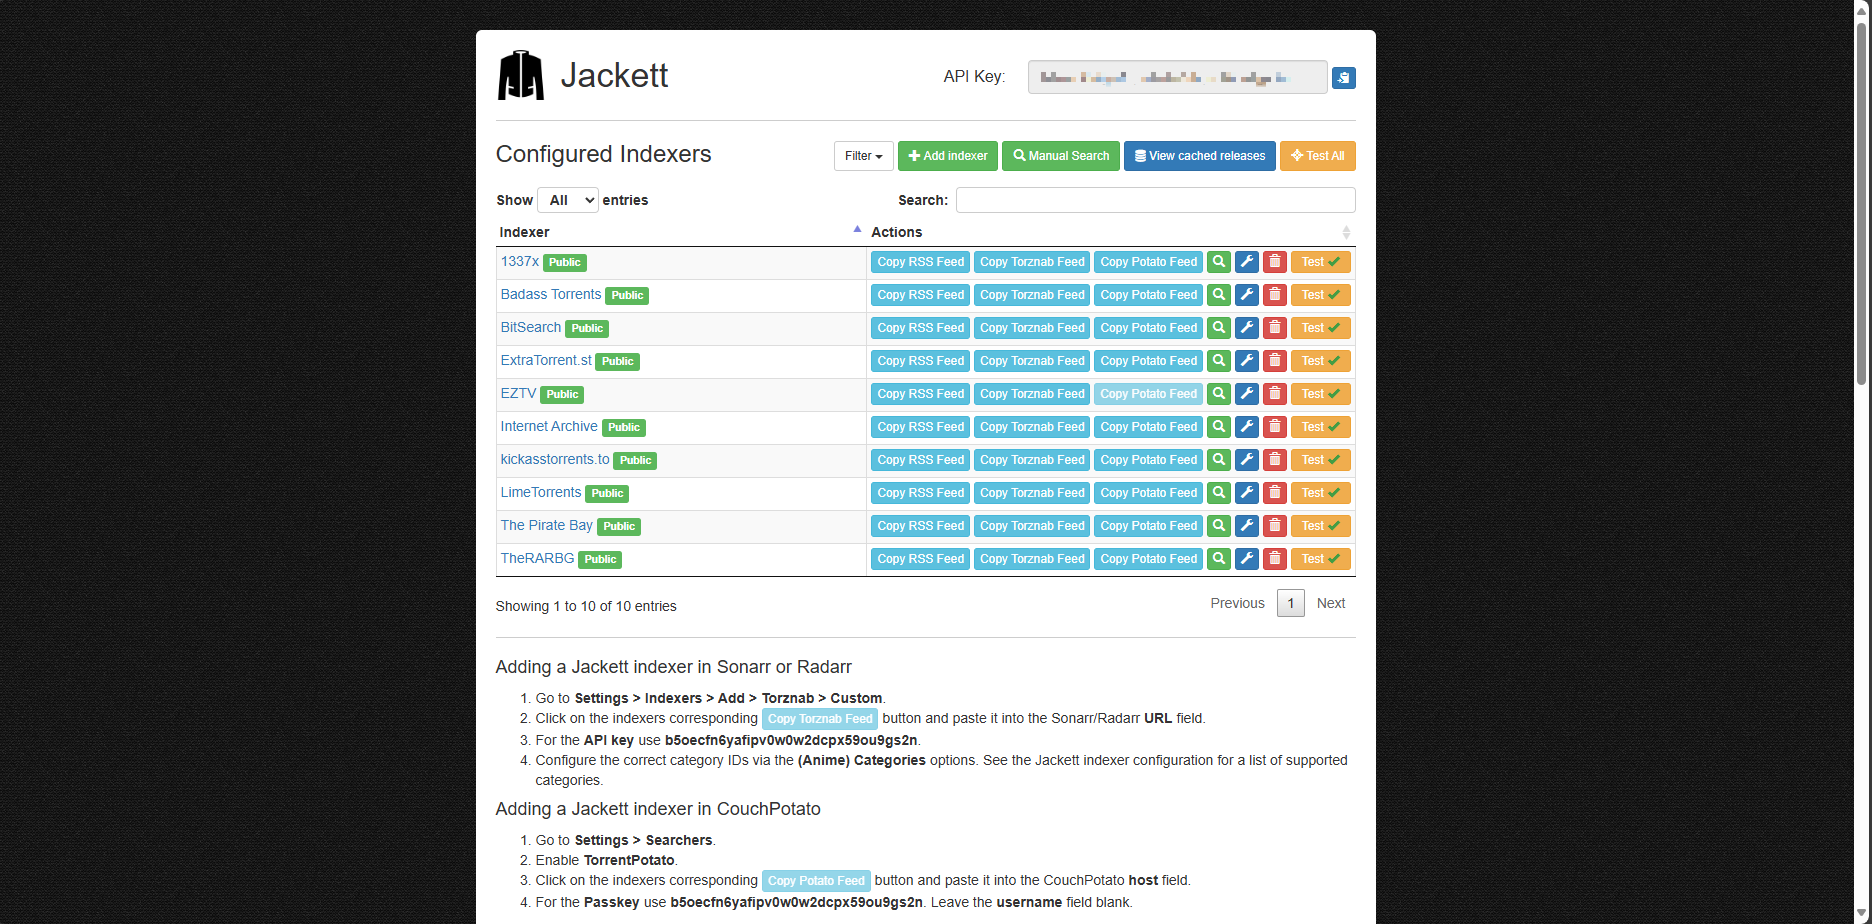 Jackett
API Key:
Configured Indexers
Filter Add indexer Manual Search View cached releases Test All
Show All entries Search:
Indexer Actions
1337x Public Copy RSS Feed Copy Torznab Feed Copy Potato Feed Test
Badass Torrents Public Copy RSS Feed Copy Torznab Feed Copy Potato Feed Test
BitSearch Public Copy RSS Feed Copy Torznab Feed Copy Potato Feed Test
ExtraTorrent.st Public Copy RSS Feed Copy Torznab Feed Copy Potato Feed Test
EZTV Public Copy RSS Feed Copy Torznab Feed Copy Potato Feed Test
Internet Archive Public Copy RSS Feed Copy Torznab Feed Copy Potato Feed Test
kickasstorrents.to Public Copy RSS Feed Copy Torznab Feed Copy Potato Feed Test
LimeTorrents Public Copy RSS Feed Copy Torznab Feed Copy Potato Feed Test
The Pirate Bay Public Copy RSS Feed Copy Torznab Feed Copy Potato Feed Test
TheRARBG Public Copy RSS Feed Copy Torznab Feed Copy Potato Feed Test
Showing 1 to 10 of 10 entries Previous 1 Next
Adding a Jackett indexer in Sonarr or Radarr
1. Go to Settings > Indexers > Add > Torznab > Custom.
2. Click on the indexers corresponding Copy Torznab Feed button and paste it into the Sonarr/Radarr URL field.
3. For the API key use b5oecfn6yafipv0w0w2dcpx59ou9gs2n.
4. Configure the correct category IDs via the (Anime) Categories options. See the Jackett indexer configuration for a list of supported
categories.
Adding a Jackett indexer in CouchPotato
1. Go to Settings > Searchers.
2. Enable TorrentPotato.
3. Click on the indexers corresponding Copy Potato Feed button and paste it into the CouchPotato host field.
4. For the Passkey use b5oecfn6yafipv0w0w2dcpx59ou9gs2n. Leave the username field blank.